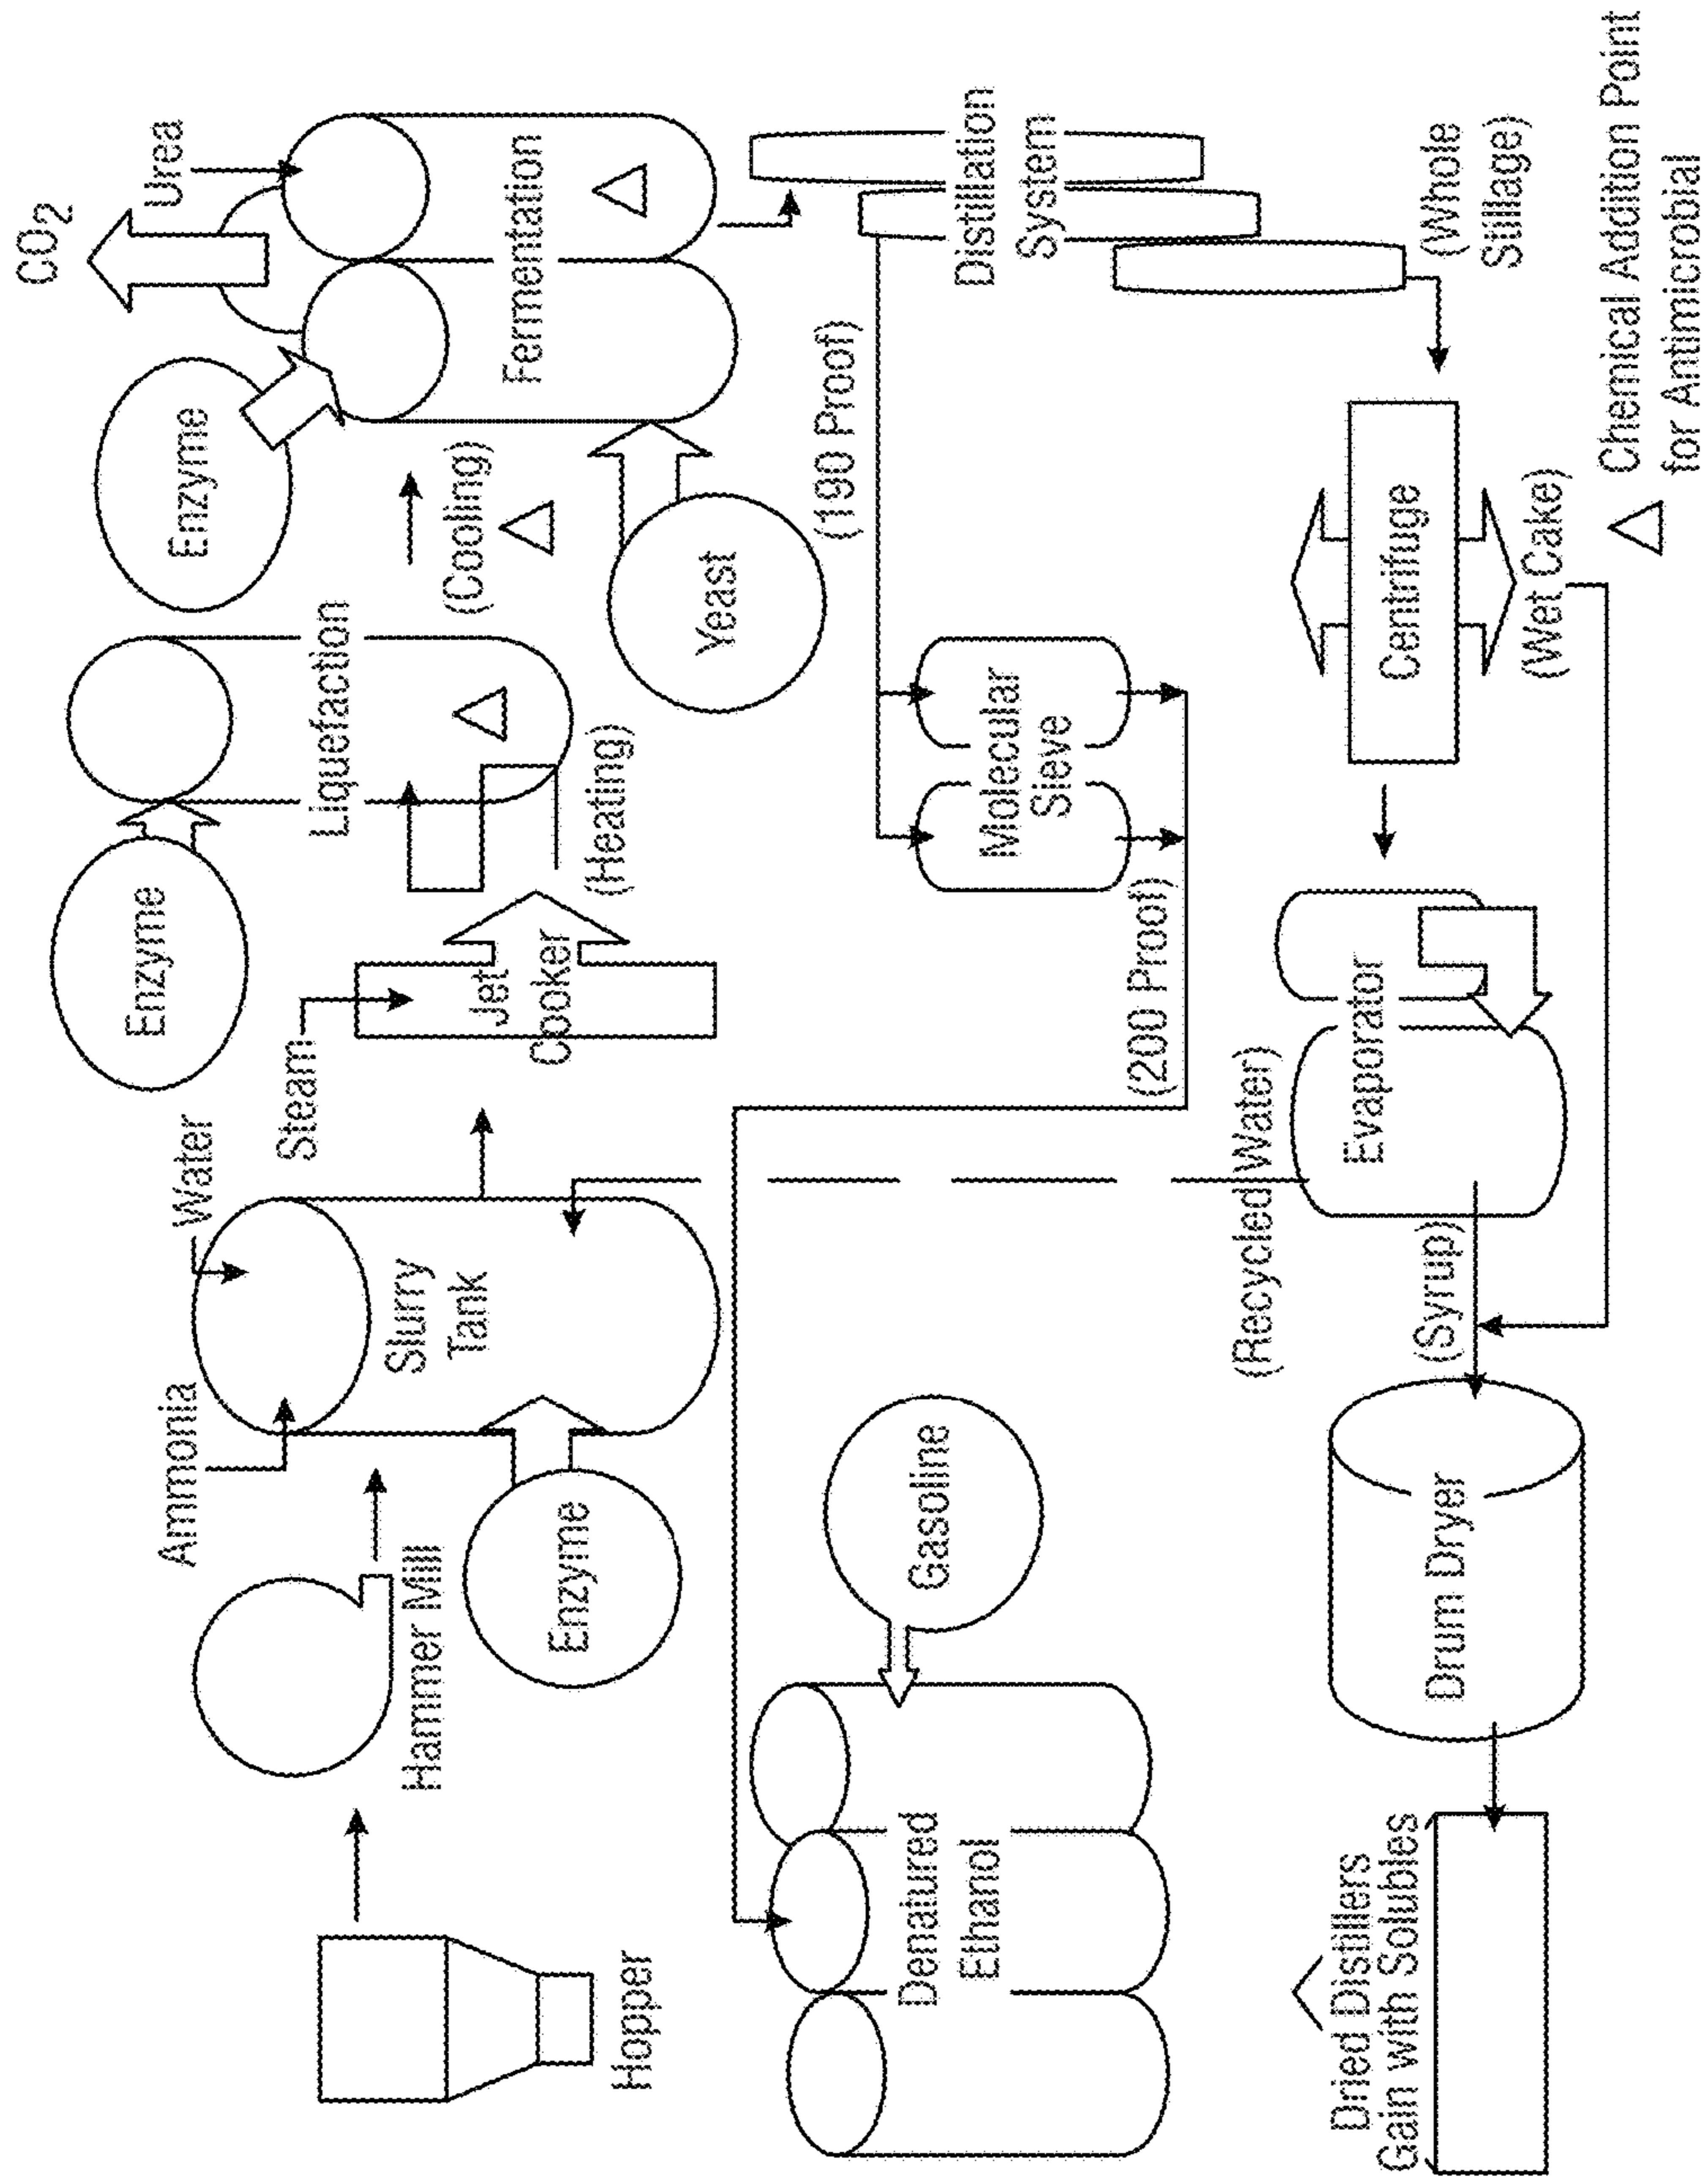 CO2
Urea
Enzyme
Enzyme
Water
Ammonia
Steam
Fermentation
(Cooling)
Liquefaction
(Heating)
Jet
Cooker
Slurry
Tank
Hammer Mill
Hopper
Enzyme
Yeast
(190 Proof)
Distillation
System
Molecular
Sieve
(200 Proof)
Gasoline
Denatured
Ethanol
(Whole
Stillage)
Centrifuge
(Wet Cake)
Evaporator
(Recycled Water)
(Syrup)
Drum Dryer
Dried Distillers
Gain with Solubles
Chemical Addition Point
for Antimicrobial